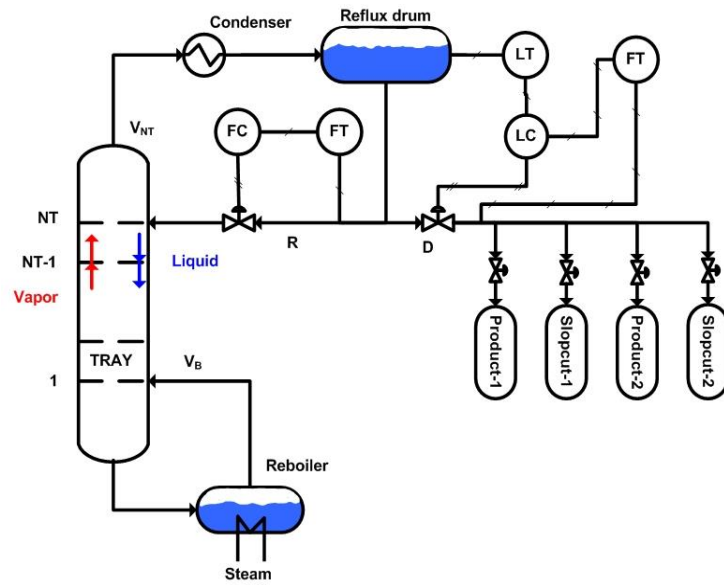 Condenser
Reflux drum
LT
FT
V_NT
FC
FT
LC
NT
R
D
NT-1
Liquid
Vapor
Product-1
Slopcut-1
Product-2
Slopcut-2
TRAY
V_B
1
Reboiler
Steam